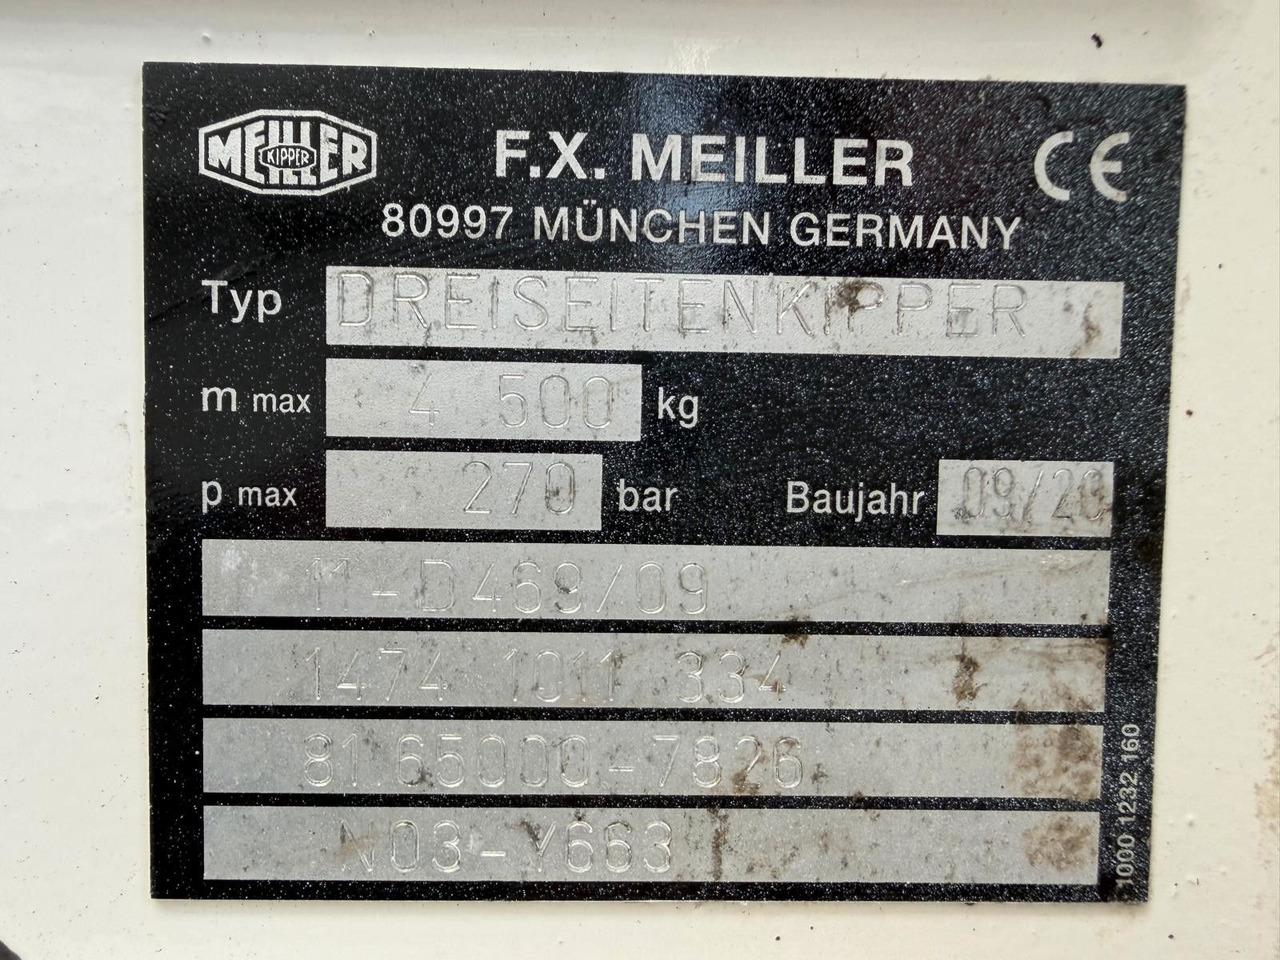 MEILLER
KIPPER
F.X. MEILLER
CE
80997 MÜNCHEN GERMANY
Typ DREISEITENKIPPER
m max 4 500 kg
p max 270 bar Baujahr 09/20
11-D469/09
1474 1011 334
81.65000-7826
N03-Y663
1000 1232 160